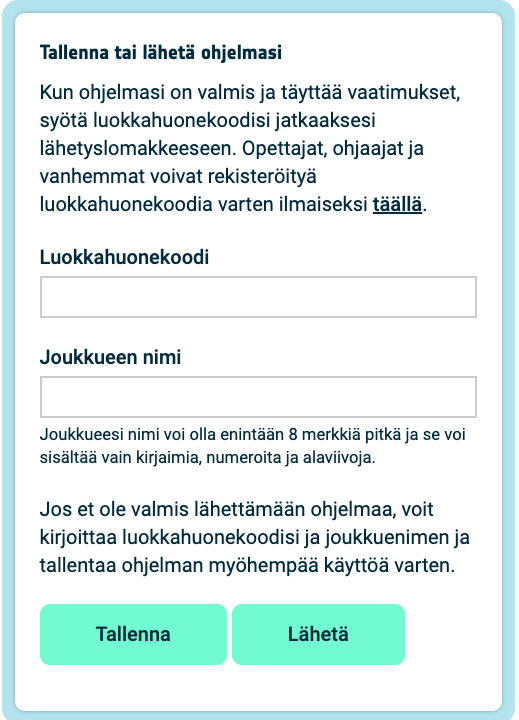 Tallenna tai lähetä ohjelmasi
Kun ohjelmasi on valmis ja täyttää vaatimukset,
syötä luokkahuonekoodisi jatkaaksesi
lähetyslomakkeeseen. Opettajat, ohjaajat ja
vanhemmat voivat rekisteröityä
luokkahuonekoodia varten ilmaiseksi täällä.
Luokkahuonekoodi
Joukkueen nimi
Joukkueesi nimi voi olla enintään 8 merkkiä pitkä ja se voi
sisältää vain kirjaimia, numeroita ja alaviivoja.
Jos et ole valmis lähettämään ohjelmaa, voit
kirjoittaa luokkahuonekoodisi ja joukkuenimen ja
tallentaa ohjelman myöhempää käyttöä varten.
Tallenna Lähetä